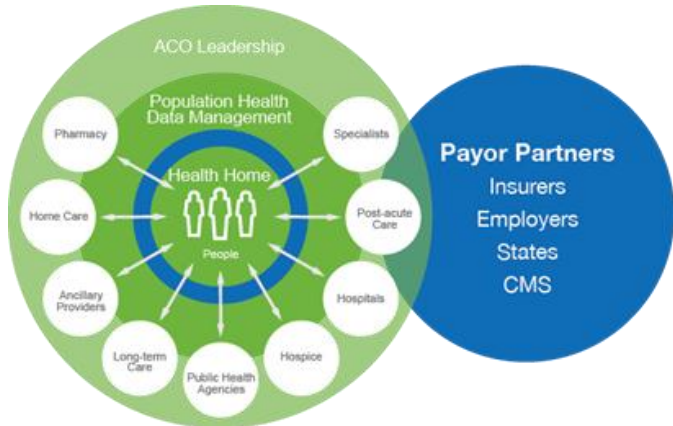 ACO Leadership
Population Health
Data Management
Health Home
People
Pharmacy
Home Care
Ancillary
Providers
Long-term
Care
Public Health
Agencies
Hospice
Hospitals
Post-acute
Care
Specialists
Payor Partners
Insurers
Employers
States
CMS